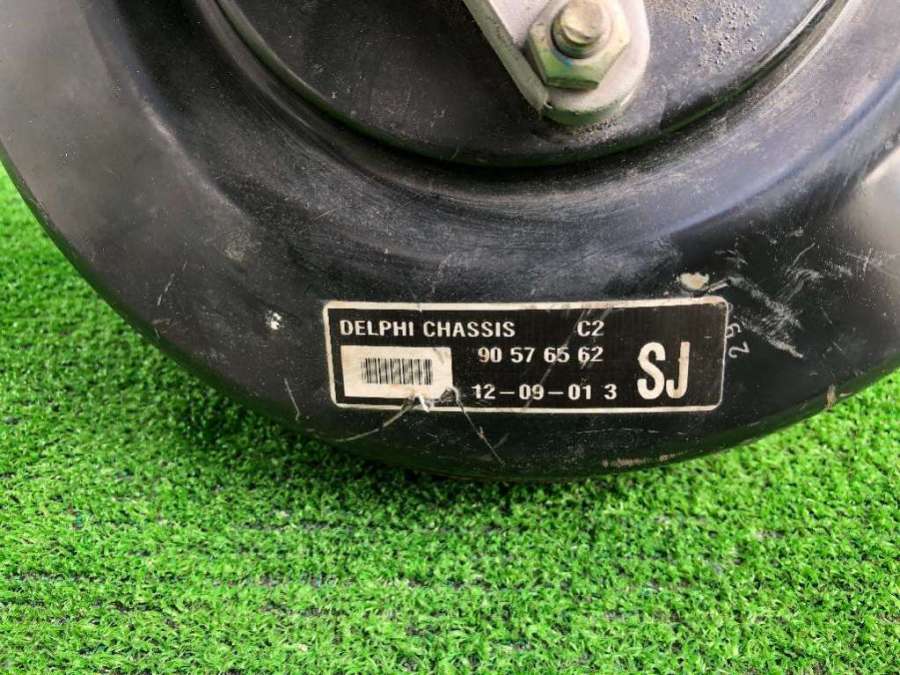 DELPHI CHASSIS C2
90 57 65 62
12-09-01 3
SJ